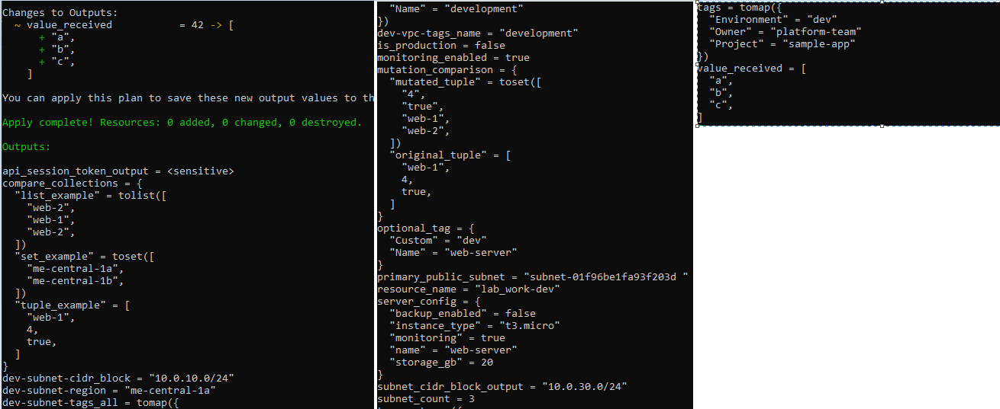 Changes to Outputs:
  ~ value_received           = 42 -> [
      + "a",
      + "b",
      + "c",
    ]
You can apply this plan to save these new output values to th
Apply complete! Resources: 0 added, 0 changed, 0 destroyed.
Outputs:
api_session_token_output = <sensitive>
compare_collections = {
  "list_example" = tolist([
    "web-2",
    "web-1",
    "web-2",
  ])
  "set_example" = toset([
    "me-central-1a",
    "me-central-1b",
  ])
  "tuple_example" = [
    "web-1",
    4,
    true,
  ]
}
dev-subnet-cidr_block = "10.0.10.0/24"
dev-subnet-region = "me-central-1a"
dev-subnet-tags_all = tomap({
  "Name" = "development"
})
dev-vpc-tags_name = "development"
is_production = false
monitoring_enabled = true
mutation_comparison = {
  "mutated_tuple" = toset([
    "4",
    "true",
    "web-1",
    "web-2",
  ])
  "original_tuple" = [
    "web-1",
    4,
    true,
  ]
}
optional_tag = {
  "Custom" = "dev"
  "Name" = "web-server"
}
primary_public_subnet = "subnet-01f96be1fa93f203d "
resource_name = "lab_work-dev"
server_config = {
  "backup_enabled" = false
  "instance_type" = "t3.micro"
  "monitoring" = true
  "name" = "web-server"
  "storage_gb" = 20
}
subnet_cidr_block_output = "10.0.30.0/24"
subnet_count = 3
tags = tomap({
  "Environment" = "dev"
  "Owner" = "platform-team"
  "Project" = "sample-app"
})
value_received = [
  "a",
  "b",
  "c",
]